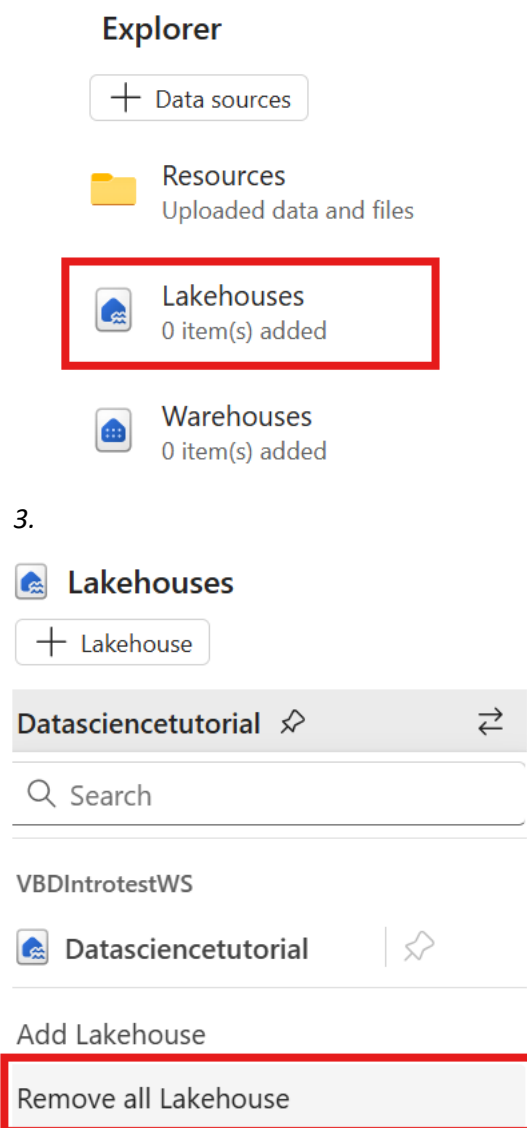 Explorer
Data sources
Resources
Uploaded data and files
Lakehouses
0 item(s) added
Warehouses
0 item(s) added
3.
Lakehouses
Lakehouse
Datasciencetutorial
Search
VBDIntrotestWS
Datasciencetutorial
Add Lakehouse
Remove all Lakehouse